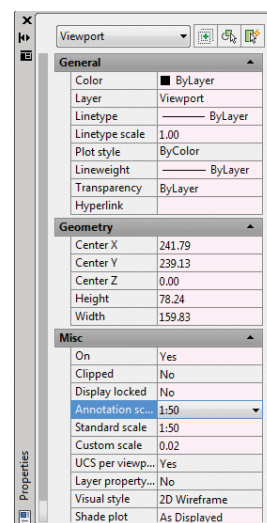 Viewport
General
Color ByLayer
Layer Viewport
Linetype ByLayer
Linetype scale 1.00
Plot style ByColor
Lineweight ByLayer
Transparency ByLayer
Hyperlink
Geometry
Center X 241.79
Center Y 239.13
Center Z 0.00
Height 78.24
Width 159.83
Misc
On Yes
Clipped No
Display locked No
Annotation sc... 1:50
Standard scale 1:50
Custom scale 0.02
UCS per viewp... Yes
Layer property... No
Visual style 2D Wireframe
Shade plot As Displayed
Properties